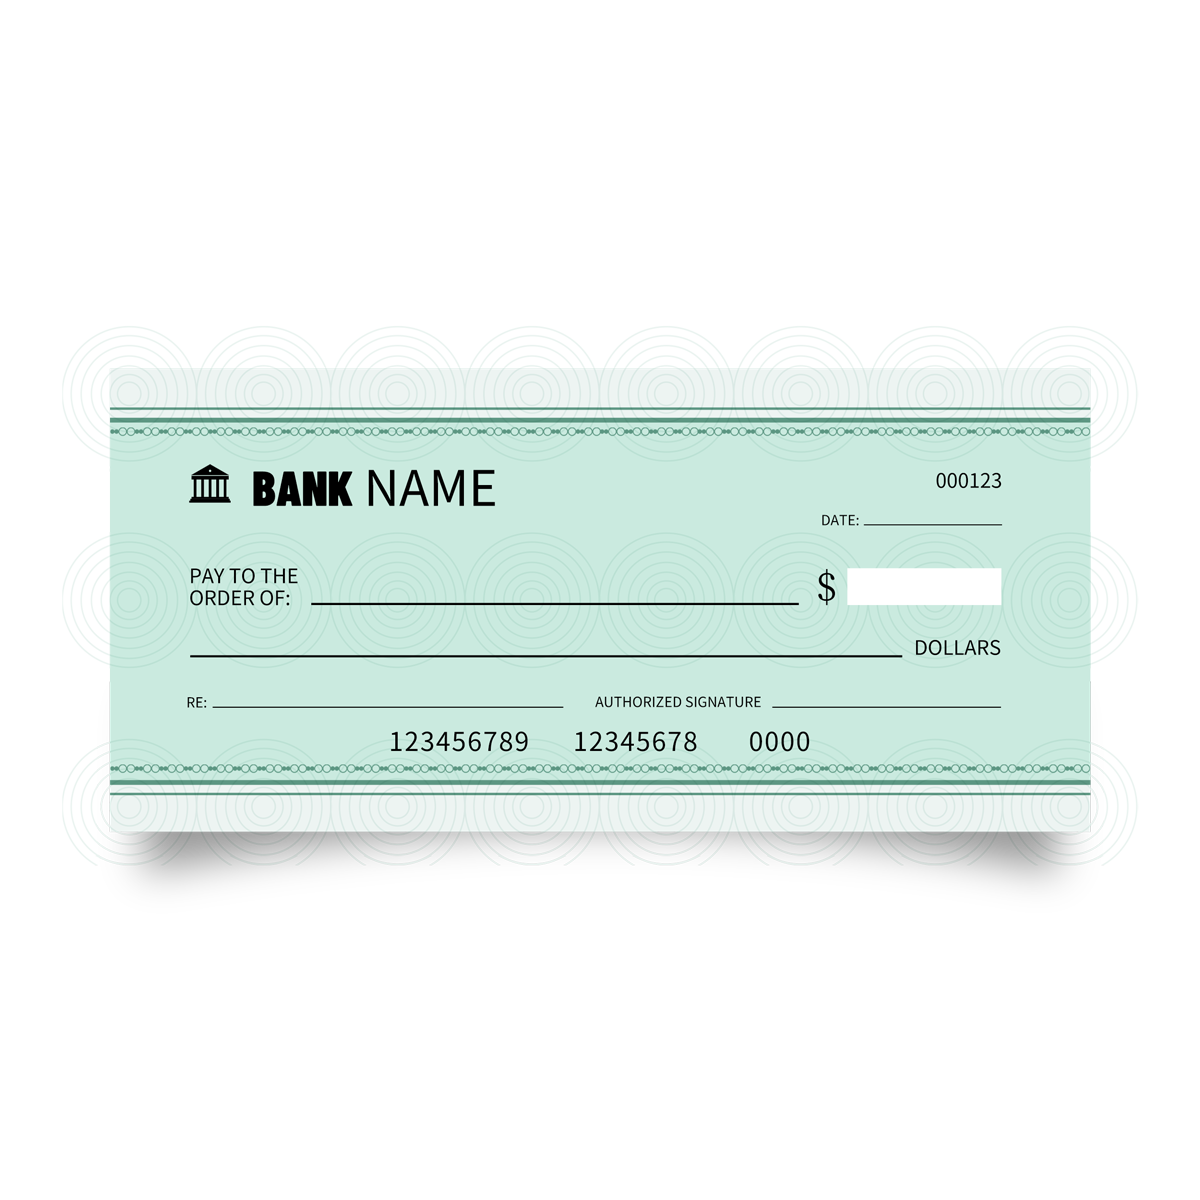 BANK NAME
000123
DATE:
PAY TO THE
ORDER OF:
$
DOLLARS
RE:
AUTHORIZED SIGNATURE
123456789 12345678 0000